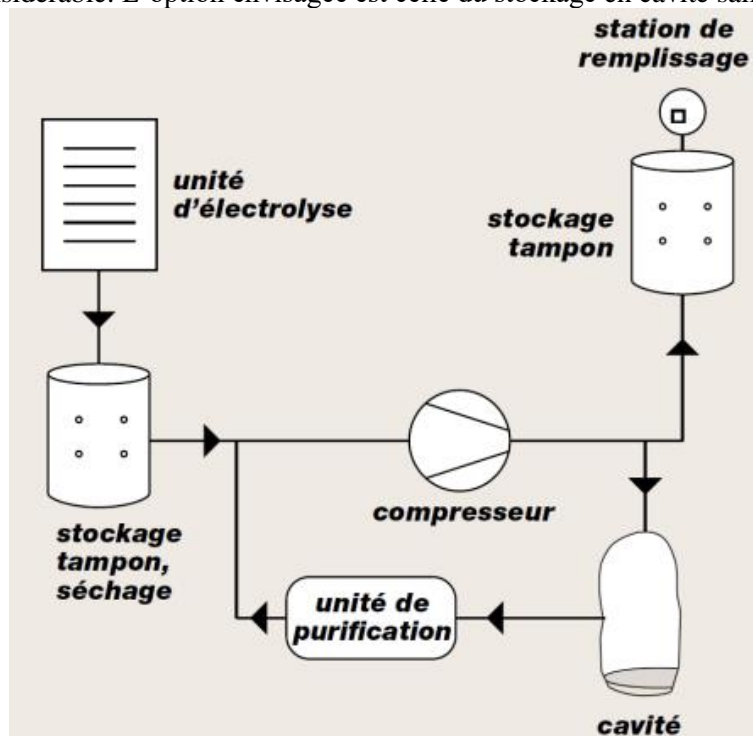 station de
remplissage
unité
d'électrolyse
stockage
tampon
compresseur
stockage
tampon,
séchage
unité de
purification
cavité